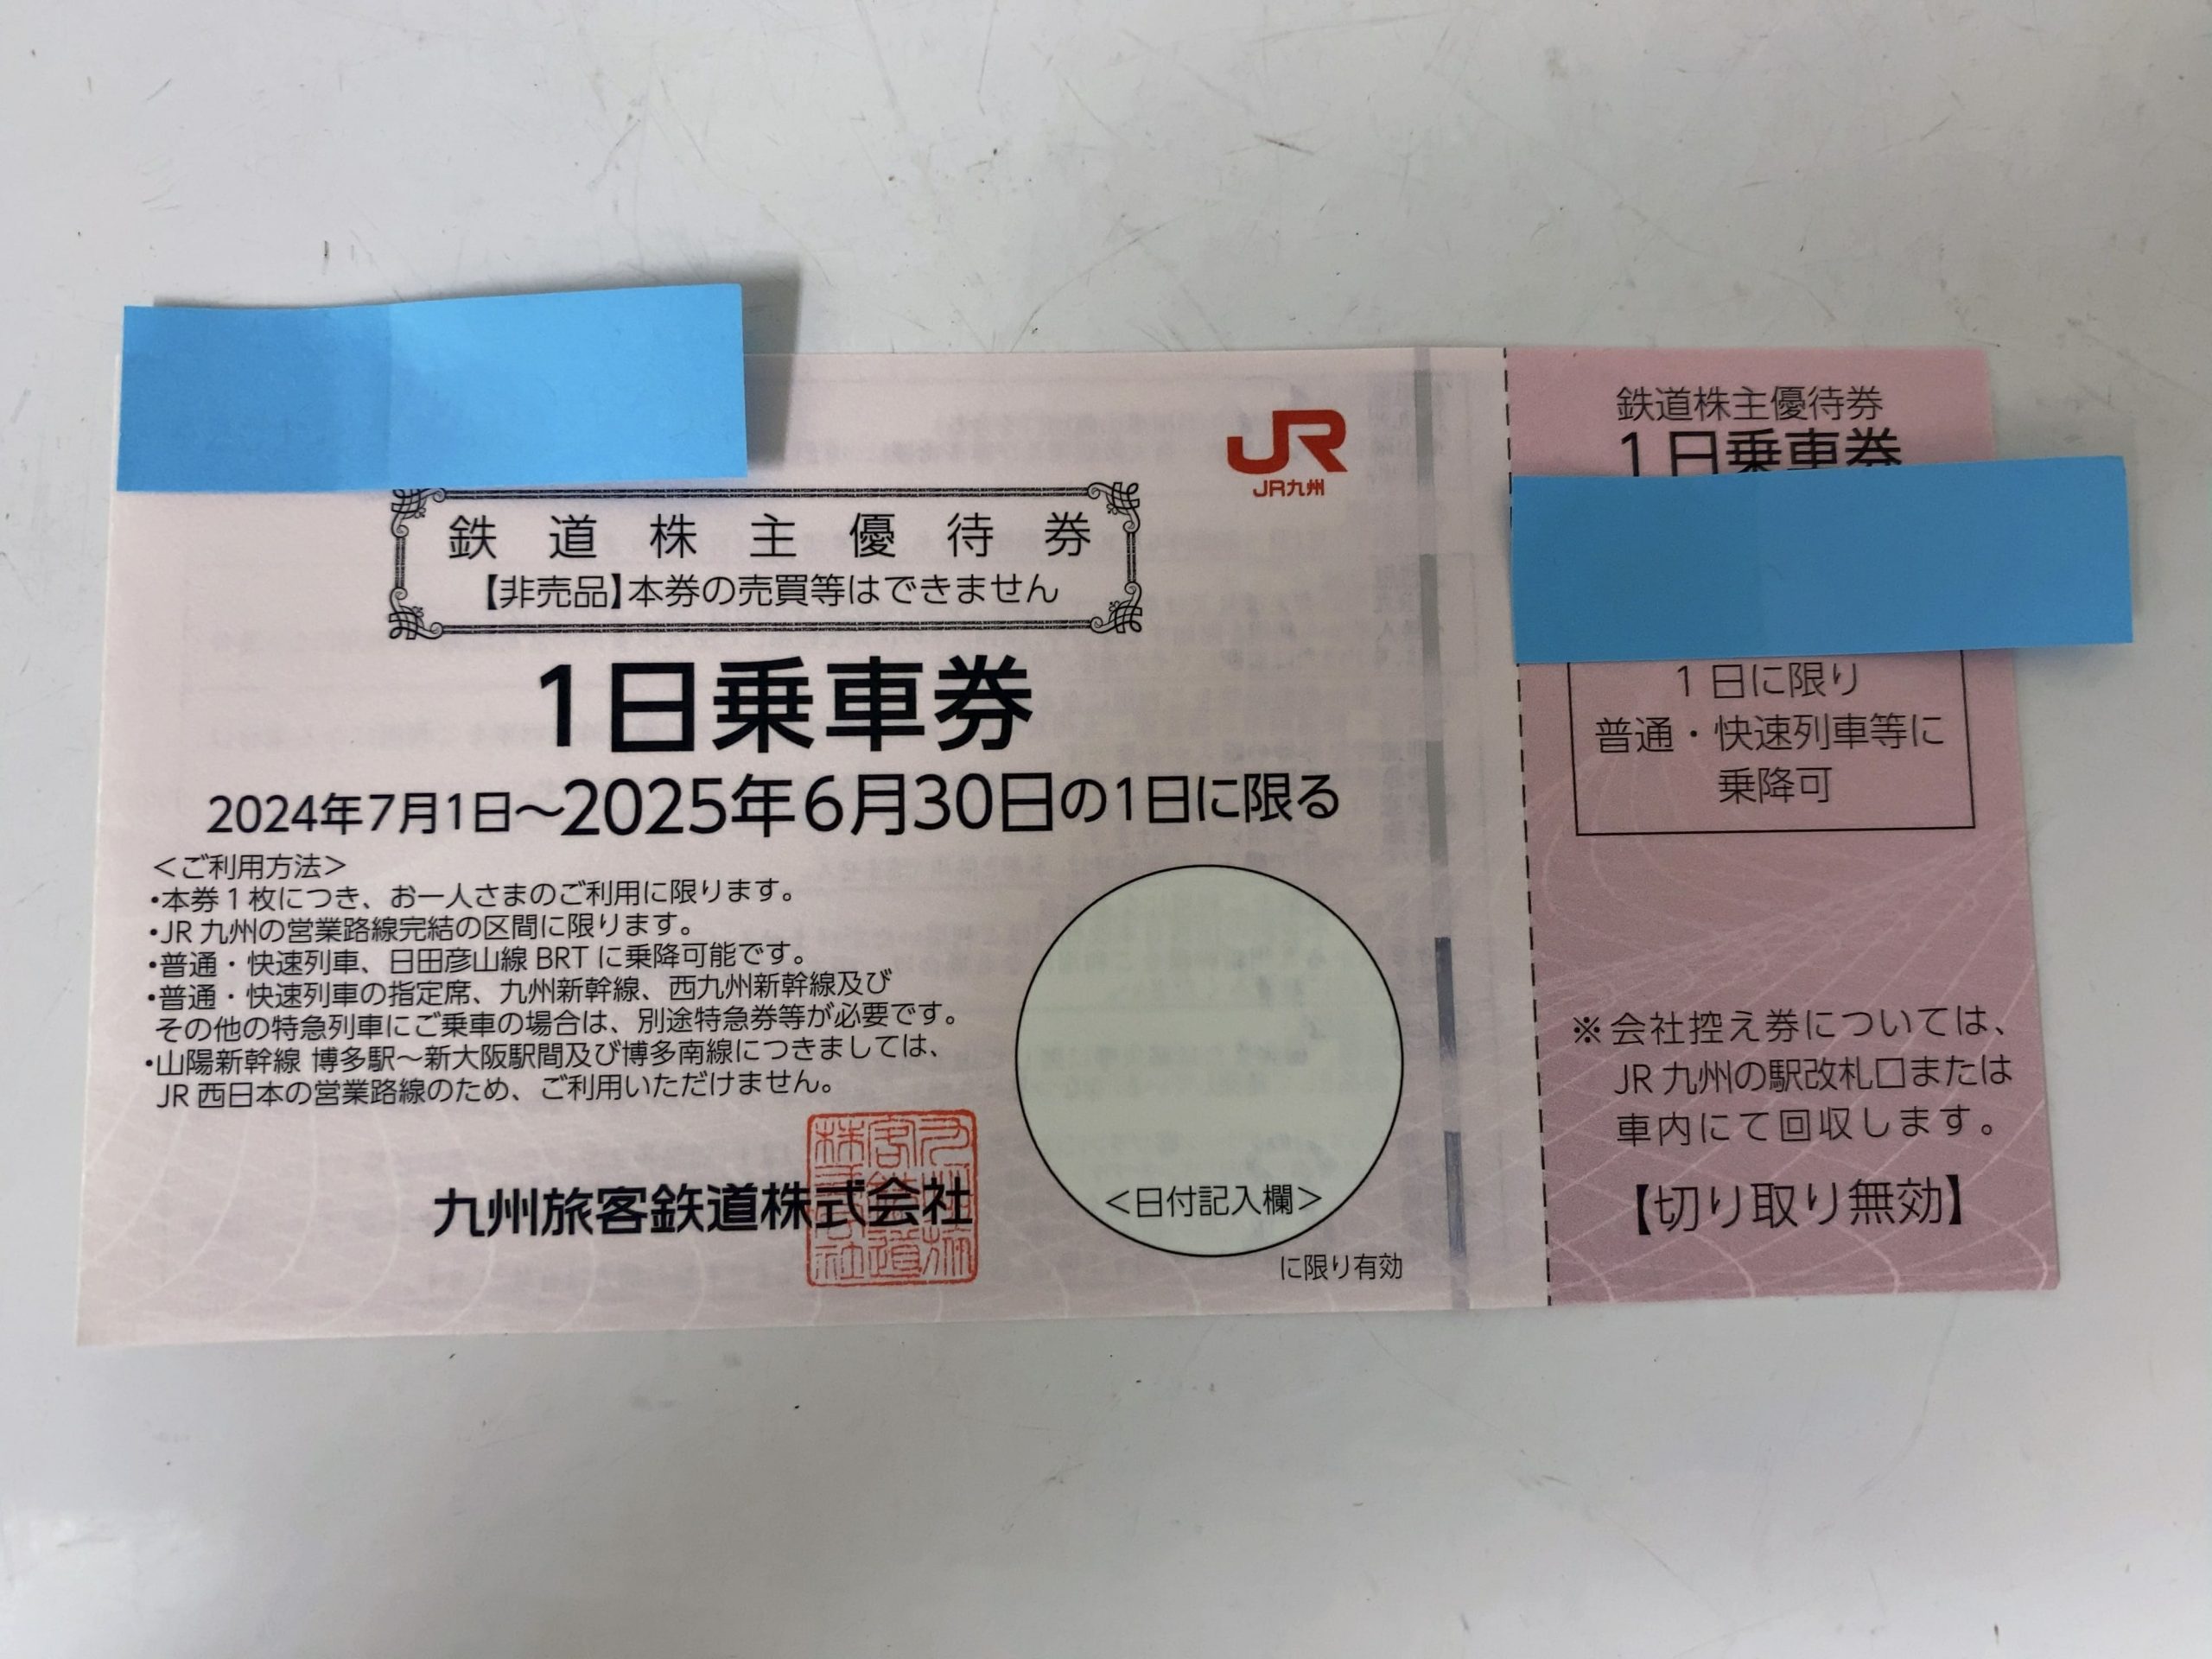 JR
JR九州
鉄道株主優待券
【非売品】本券の売買等はできません
1日乗車券
2024年7月1日～2025年6月30日の1日に限る
＜ご利用方法＞
・本券1枚につき、お一人さまのご利用に限ります。
・JR九州の営業路線完結の区間に限ります。
・普通・快速列車、日田彦山線BRTに乗降可能です。
・普通・快速列車の指定席、九州新幹線、西九州新幹線及び
その他の特急列車にご乗車の場合は、別途特急券等が必要です。
・山陽新幹線 博多駅～新大阪駅間及び博多南線につきましては、
JR西日本の営業路線のため、ご利用いただけません。
九州旅客鉄道株式会社
＜日付記入欄＞
に限り有効
鉄道株主優待券
1日乗車券
1日に限り
普通・快速列車等に
乗降可
※会社控え券については、
JR九州の駅改札口または
車内にて回収します。
【切り取り無効】